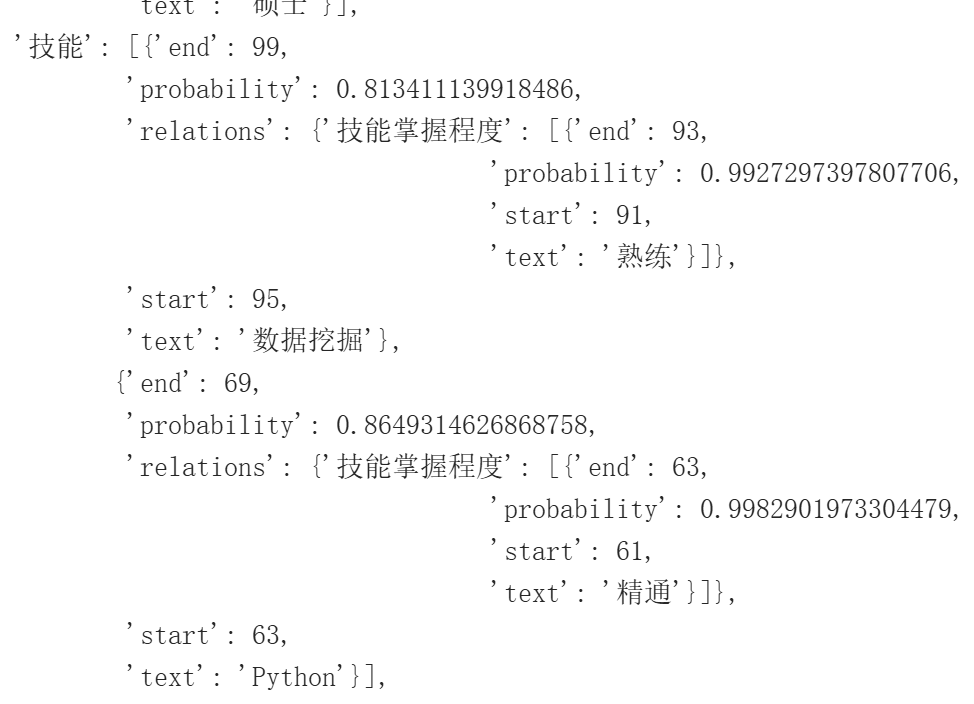 'text': '硕士'}],
'技能': [{'end': 99,
'probability': 0.813411139918486,
'relations': {'技能掌握程度': [{'end': 93,
'probability': 0.9927297397807706,
'start': 91,
'text': '熟练'}]},
'start': 95,
'text': '数据挖掘'},
{'end': 69,
'probability': 0.8649314626868758,
'relations': {'技能掌握程度': [{'end': 63,
'probability': 0.9982901973304479,
'start': 61,
'text': '精通'}]},
'start': 63,
'text': 'Python'}],